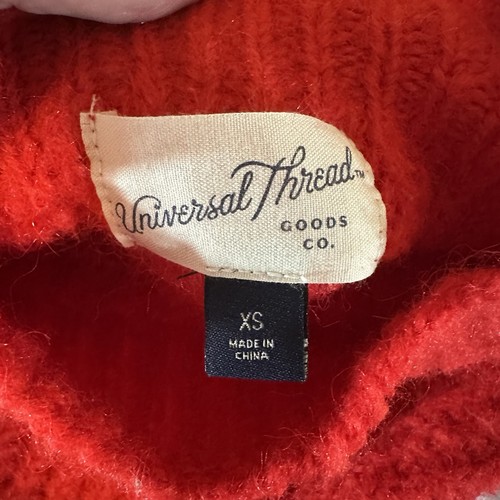 Universal Thread™
GOODS
CO.
XS
MADE IN
CHINA